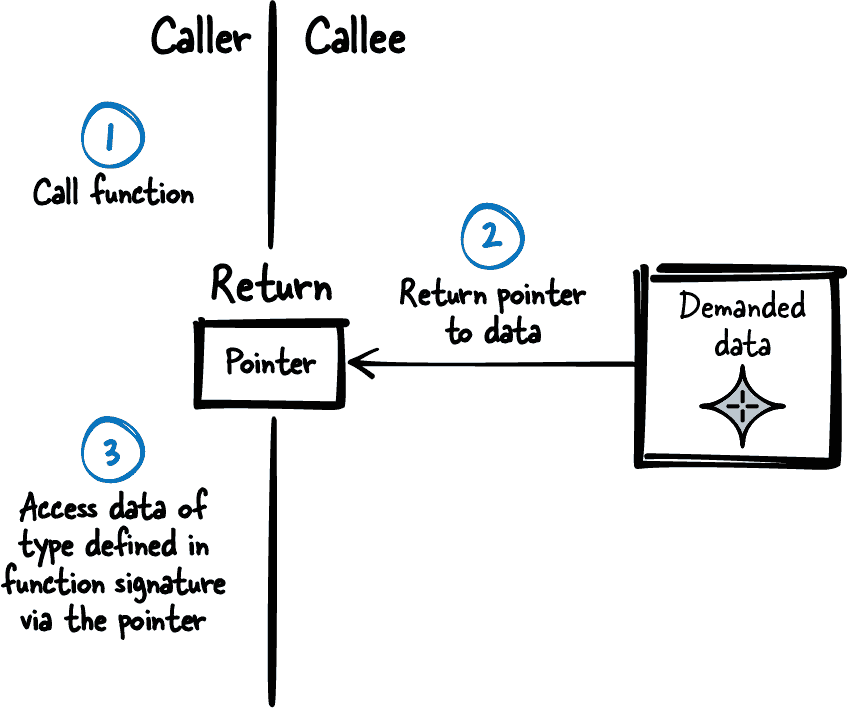 Caller
Callee
1
Call function
2
Return pointer
to data
Return
Pointer
Demanded
data
3
Access data of
type defined in
function signature
via the pointer